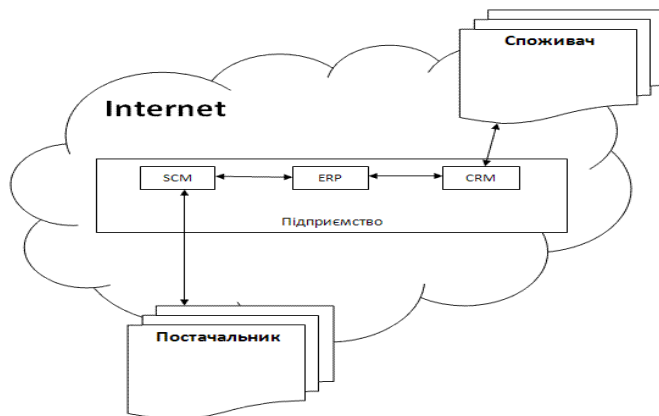 Споживач
Internet
SCM
ERP
CRM
Підприємство
Постачальник